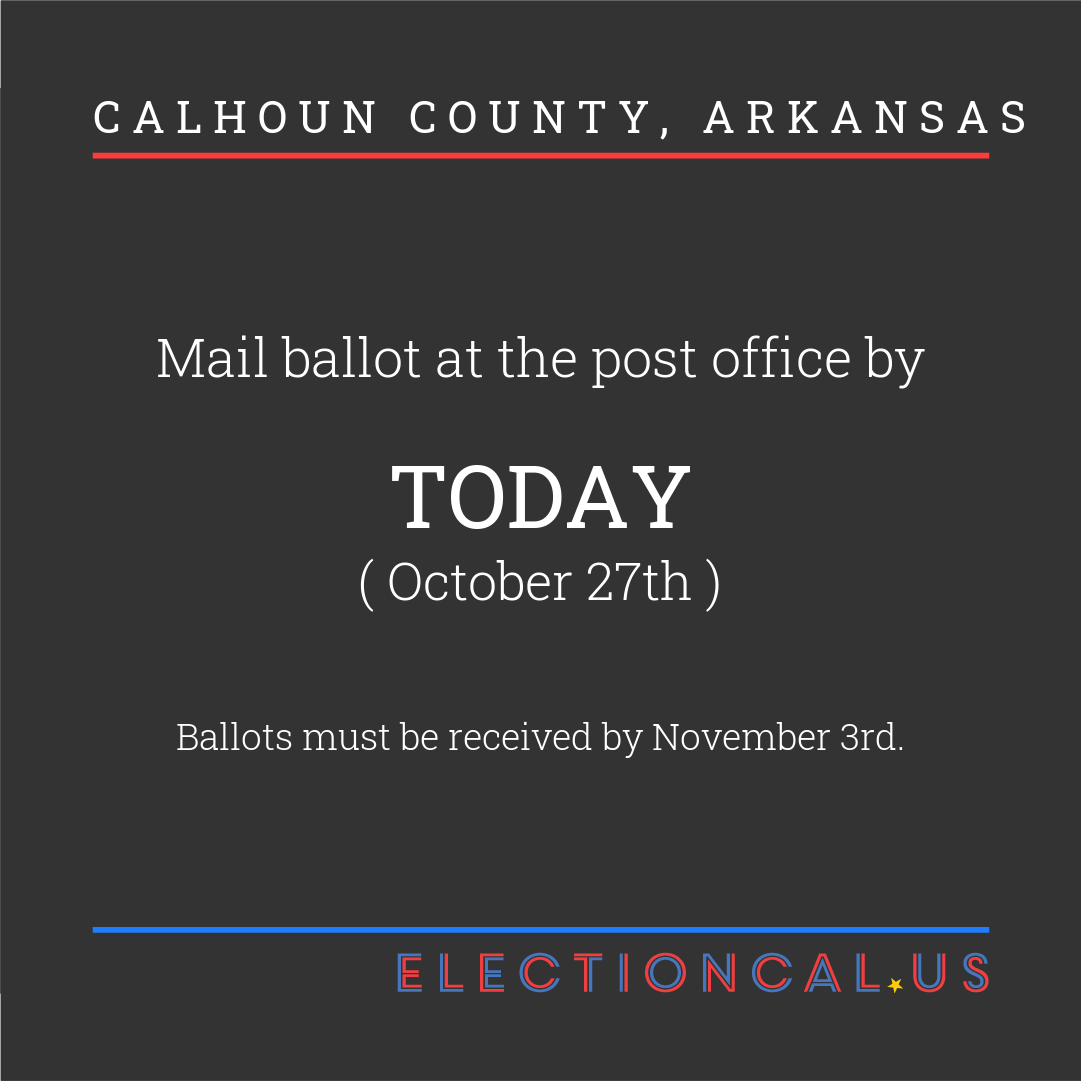 CALHOUN COUNTY, ARKANSAS
Mail ballot at the post office by
TODAY
( October 27th )
Ballots must be received by November 3rd.
ELECTIONCAL.US